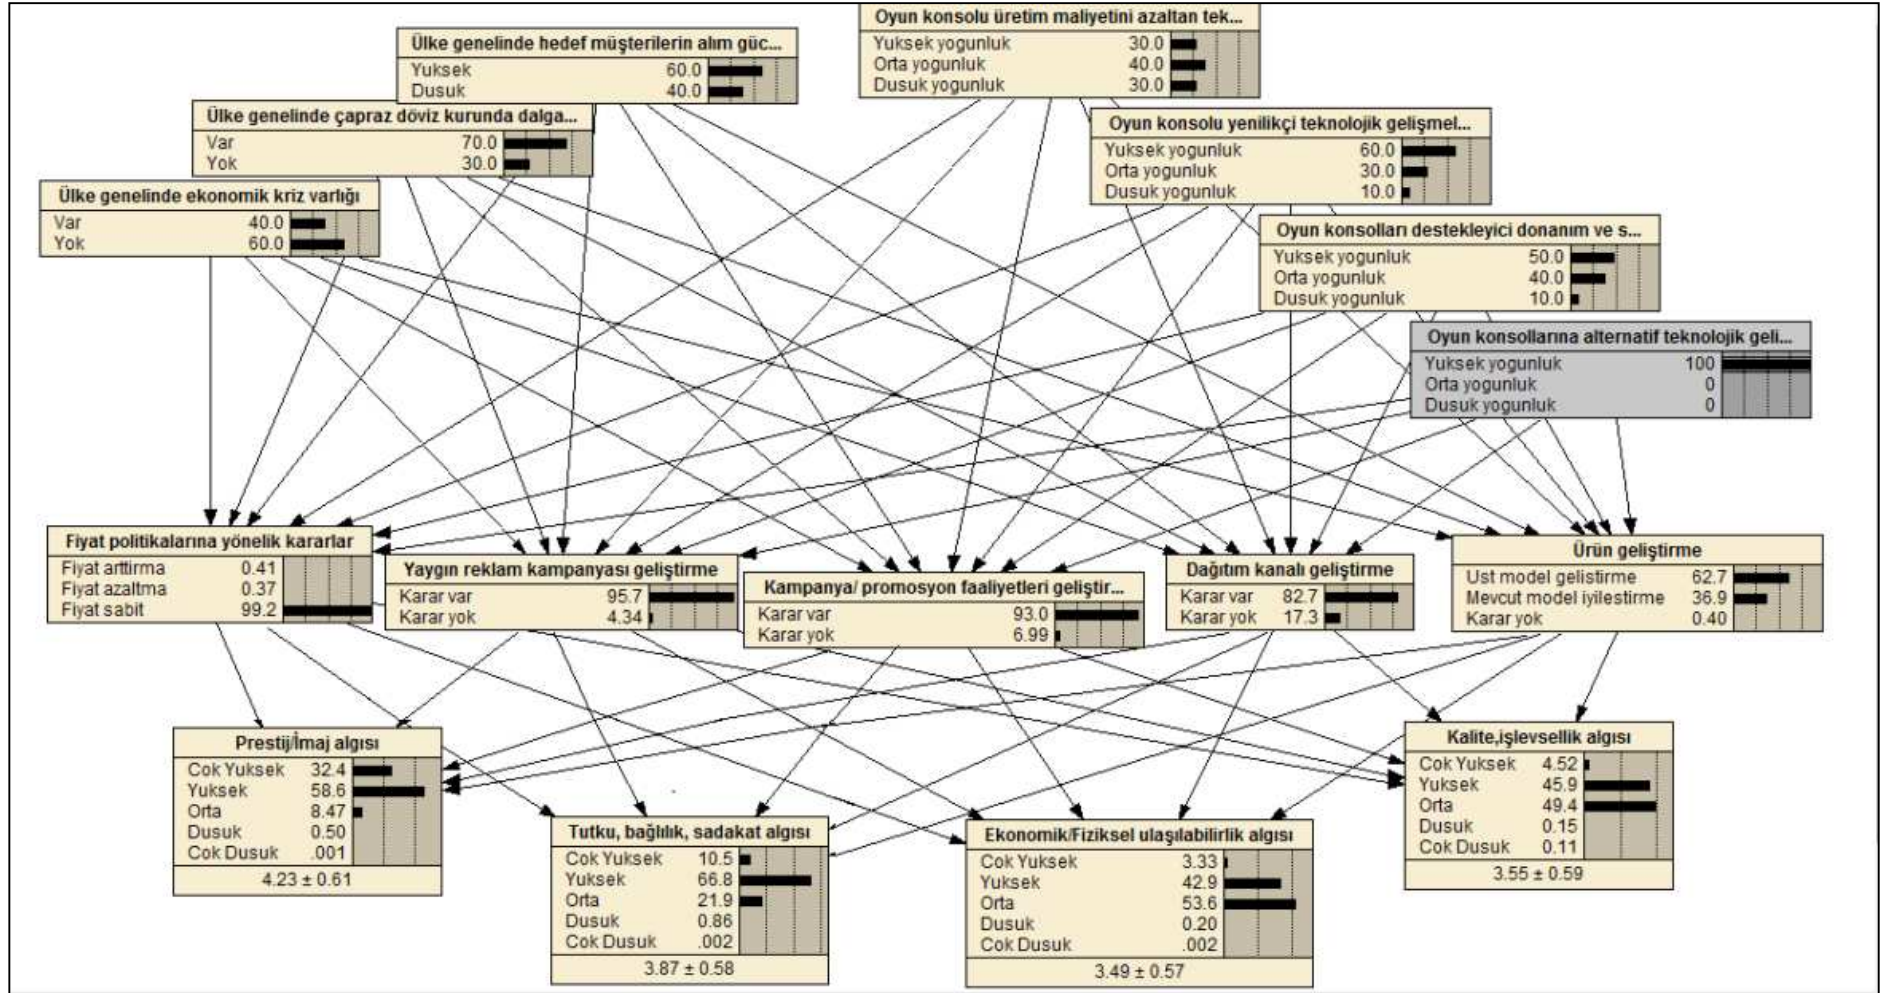 Oyun konsolu üretim maliyetini azaltan tek...
Yuksek yogunluk 30.0
Orta yogunluk 40.0
Dusuk yogunluk 30.0
Ülke genelinde hedef müşterilerin alım güc...
Yuksek 60.0
Dusuk 40.0
Ülke genelinde çapraz döviz kurunda dalga...
Var 70.0
Yok 30.0
Oyun konsolu yenilikçi teknolojik gelişmel...
Yuksek yogunluk 60.0
Orta yogunluk 30.0
Dusuk yogunluk 10.0
Ülke genelinde ekonomik kriz varlığı
Var 40.0
Yok 60.0
Oyun konsolları destekleyici donanım ve s...
Yuksek yogunluk 50.0
Orta yogunluk 40.0
Dusuk yogunluk 10.0
Oyun konsollarına alternatif teknolojik geli...
Yuksek yogunluk 100
Orta yogunluk 0
Dusuk yogunluk 0
Fiyat politikalarına yönelik kararlar
Fiyat arttirma 0.41
Fiyat azaltma 0.37
Fiyat sabit 99.2
Yaygın reklam kampanyası geliştirme
Karar var 95.7
Karar yok 4.34
Kampanya/ promosyon faaliyetleri geliştir...
Karar var 93.0
Karar yok 6.99
Dağıtım kanalı geliştirme
Karar var 82.7
Karar yok 17.3
Ürün geliştirme
Ust model gelistirme 62.7
Mevcut model iyilestirme 36.9
Karar yok 0.40
Prestij/İmaj algısı
Cok Yuksek 32.4
Yuksek 58.6
Orta 8.47
Dusuk 0.50
Cok Dusuk .001
4.23 ± 0.61
Tutku, bağlılık, sadakat algısı
Cok Yuksek 10.5
Yuksek 66.8
Orta 21.9
Dusuk 0.86
Cok Dusuk .002
3.87 ± 0.58
Ekonomik/Fiziksel ulaşılabilirlik algısı
Cok Yuksek 3.33
Yuksek 42.9
Orta 53.6
Dusuk 0.20
Cok Dusuk .002
3.49 ± 0.57
Kalite,işlevsellik algısı
Cok Yuksek 4.52
Yuksek 45.9
Orta 49.4
Dusuk 0.15
Cok Dusuk 0.11
3.55 ± 0.59